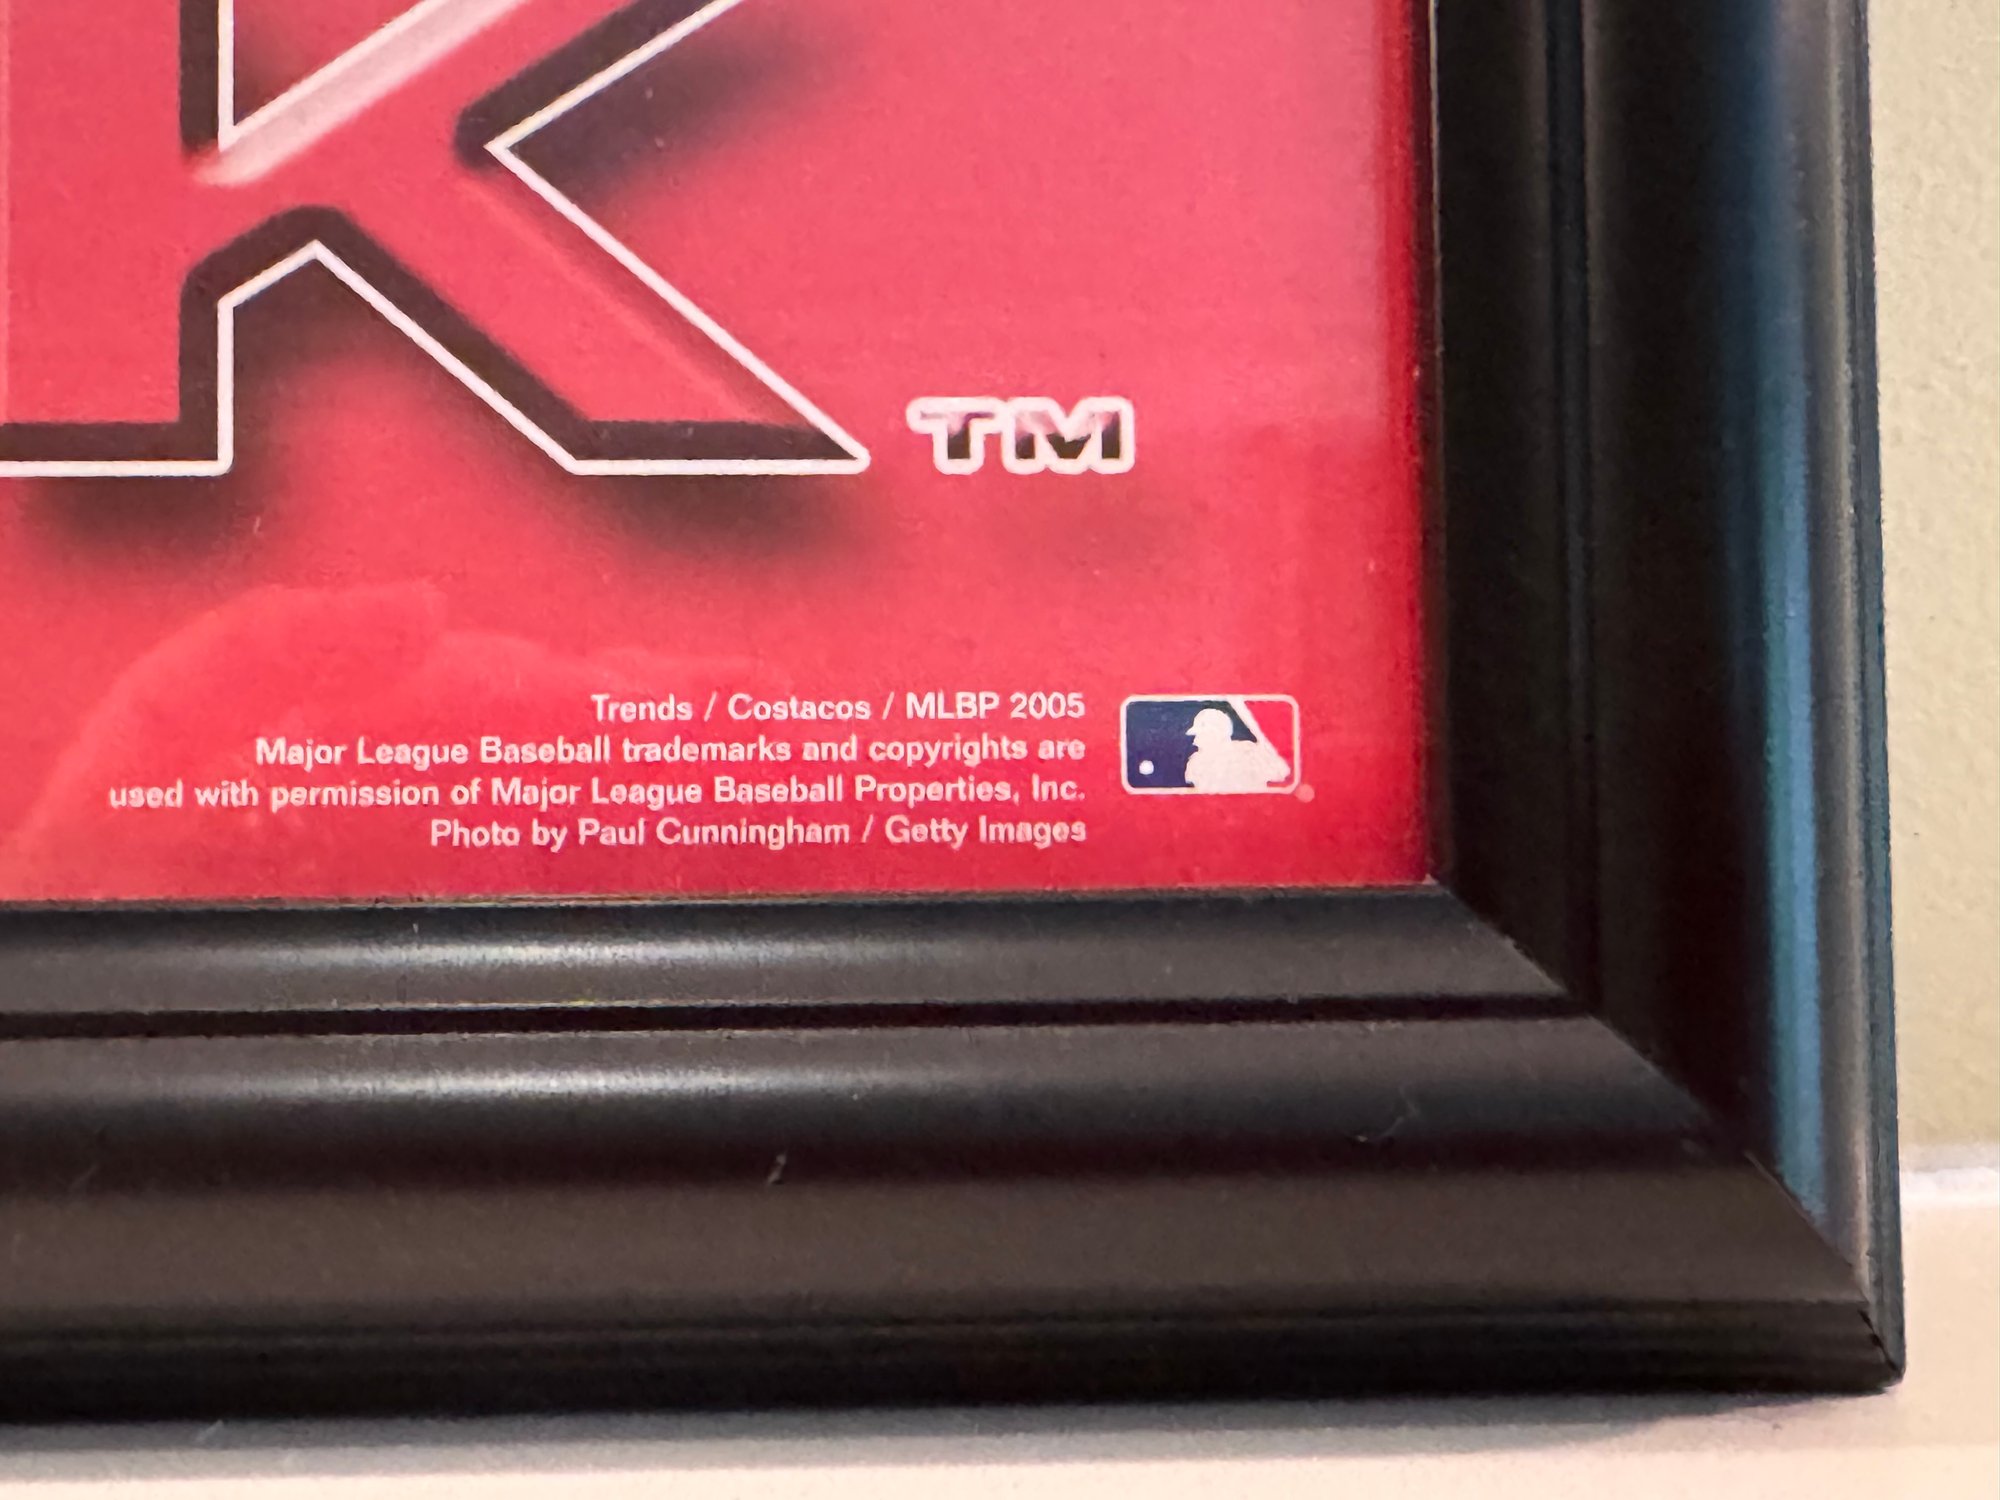 K
TM
Trends / Costacos / MLBP 2005
Major League Baseball trademarks and copyrights are
used with permission of Major League Baseball Properties, Inc.
Photo by Paul Cunningham / Getty Images